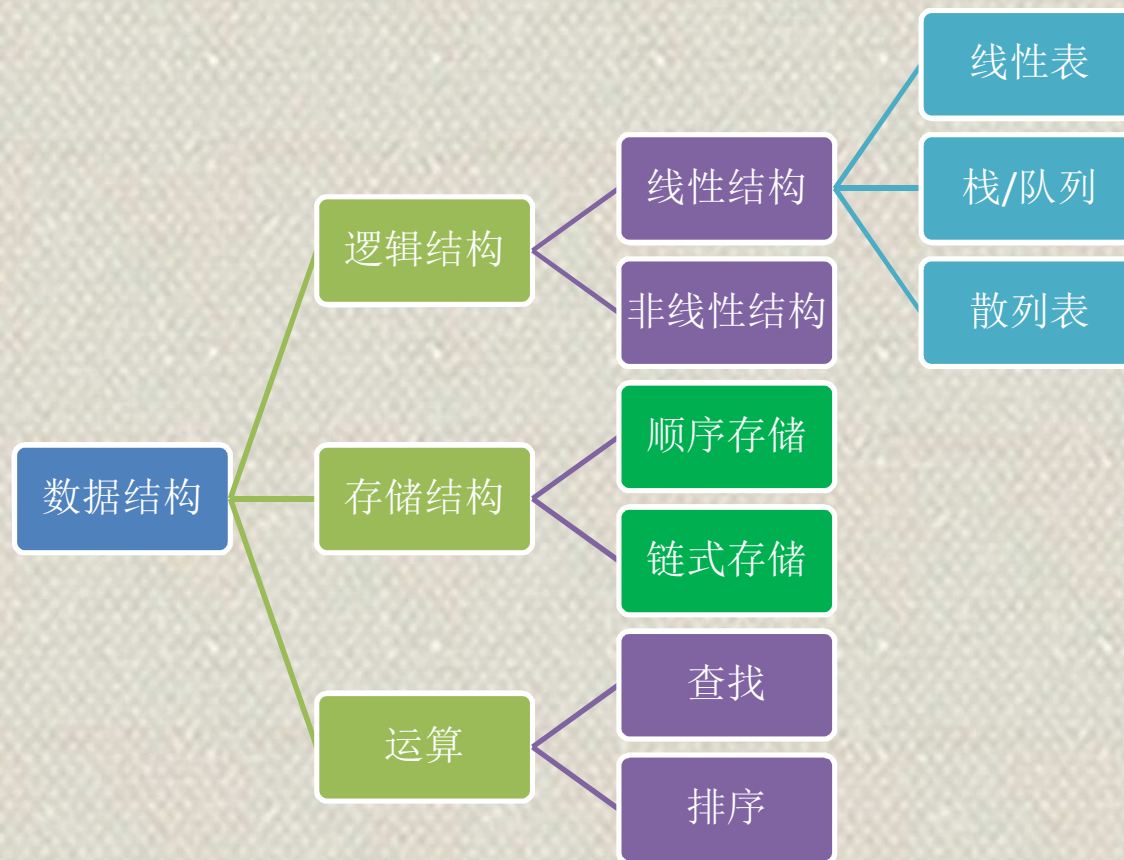 数据结构
逻辑结构
线性结构
线性表
栈/队列
散列表
非线性结构
存储结构
顺序存储
链式存储
运算
查找
排序